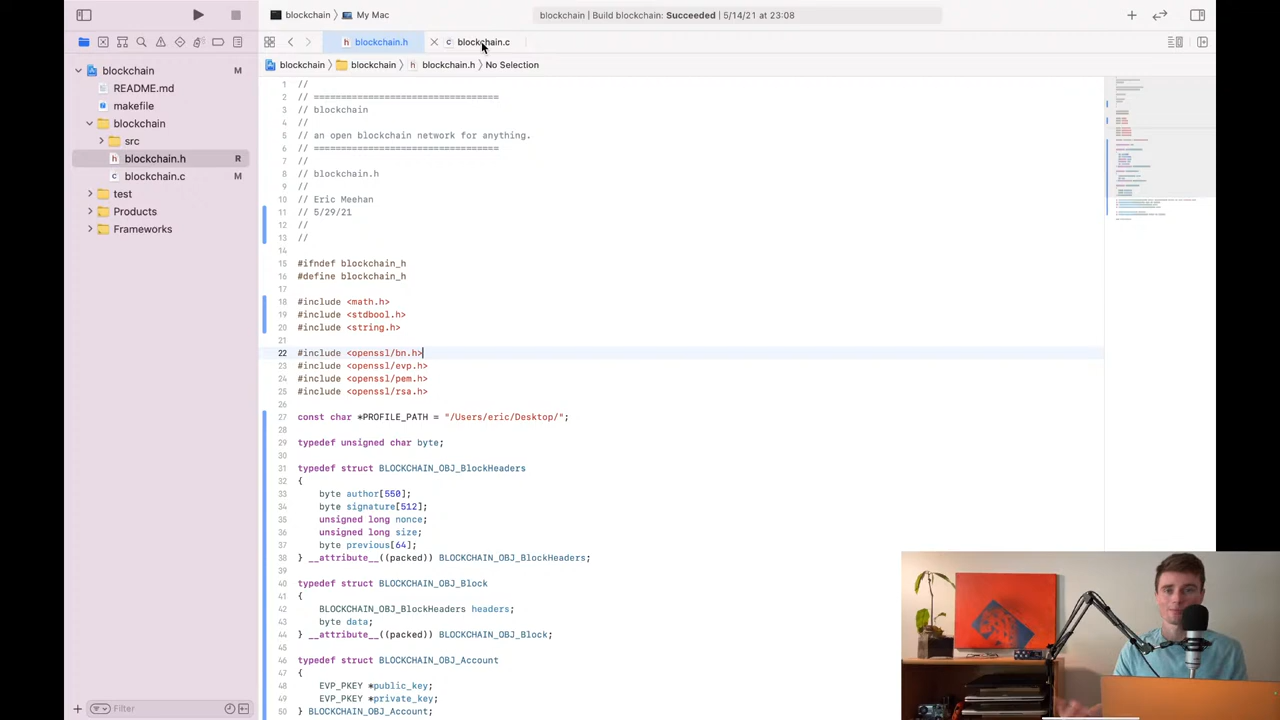 blockchain 〉 My Mac
blockchain | Build blockchain: Succeeded | 5/14/21 at 23:08
blockchain.h
blockchain.c
blockchain 〉 blockchain 〉 blockchain.h 〉 No Selection
blockchain M
README.md
makefile
blockchain
src
blockchain.h R
blockchain.c M
test
Products
Frameworks
Filter
1 //
2 // ==================================
3 // blockchain
4 //
5 // an open blockchain network for anything.
6 // ==================================
7 //
8 // blockchain.h
9 //
10 // Eric Meehan
11 // 5/29/21
12 //
13 //
14
15 #ifndef blockchain_h
16 #define blockchain_h
17
18 #include <math.h>
19 #include <stdbool.h>
20 #include <string.h>
21
22 #include <openssl/bn.h>
23 #include <openssl/evp.h>
24 #include <openssl/pem.h>
25 #include <openssl/rsa.h>
26
27 const char *PROFILE_PATH = "/Users/eric/Desktop/";
28
29 typedef unsigned char byte;
30
31 typedef struct BLOCKCHAIN_OBJ_BlockHeaders
32 {
33 byte author[550];
34 byte signature[512];
35 unsigned long nonce;
36 unsigned long size;
37 byte previous[64];
38 } __attribute__((packed)) BLOCKCHAIN_OBJ_BlockHeaders;
39
40 typedef struct BLOCKCHAIN_OBJ_Block
41 {
42 BLOCKCHAIN_OBJ_BlockHeaders headers;
43 byte data;
44 } __attribute__((packed)) BLOCKCHAIN_OBJ_Block;
45
46 typedef struct BLOCKCHAIN_OBJ_Account
47 {
48 EVP_PKEY *public_key;
49 EVP_PKEY *private_key;
50 BLOCKCHAIN_OBJ_Account;